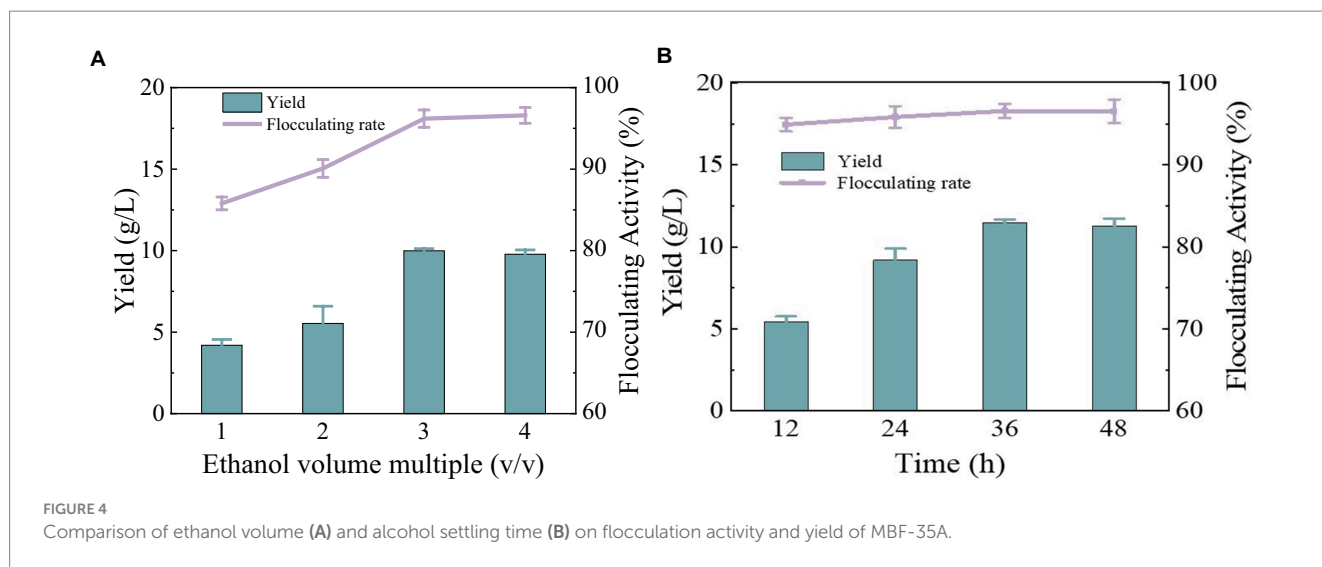 A
Yield (g/L)
20
15
10
5
0
Yield
Flocculating rate
100
90
80
70
60
Flocculating Activity (%)
1 2 3 4
Ethanol volume multiple (v/v)
B
Yield (g/L)
20
15
10
5
0
Yield
Flocculating rate
100
90
80
70
60
Flocculating Activity (%)
12 24 36 48
Time (h)
FIGURE 4
Comparison of ethanol volume (A) and alcohol settling time (B) on flocculation activity and yield of MBF-35A.